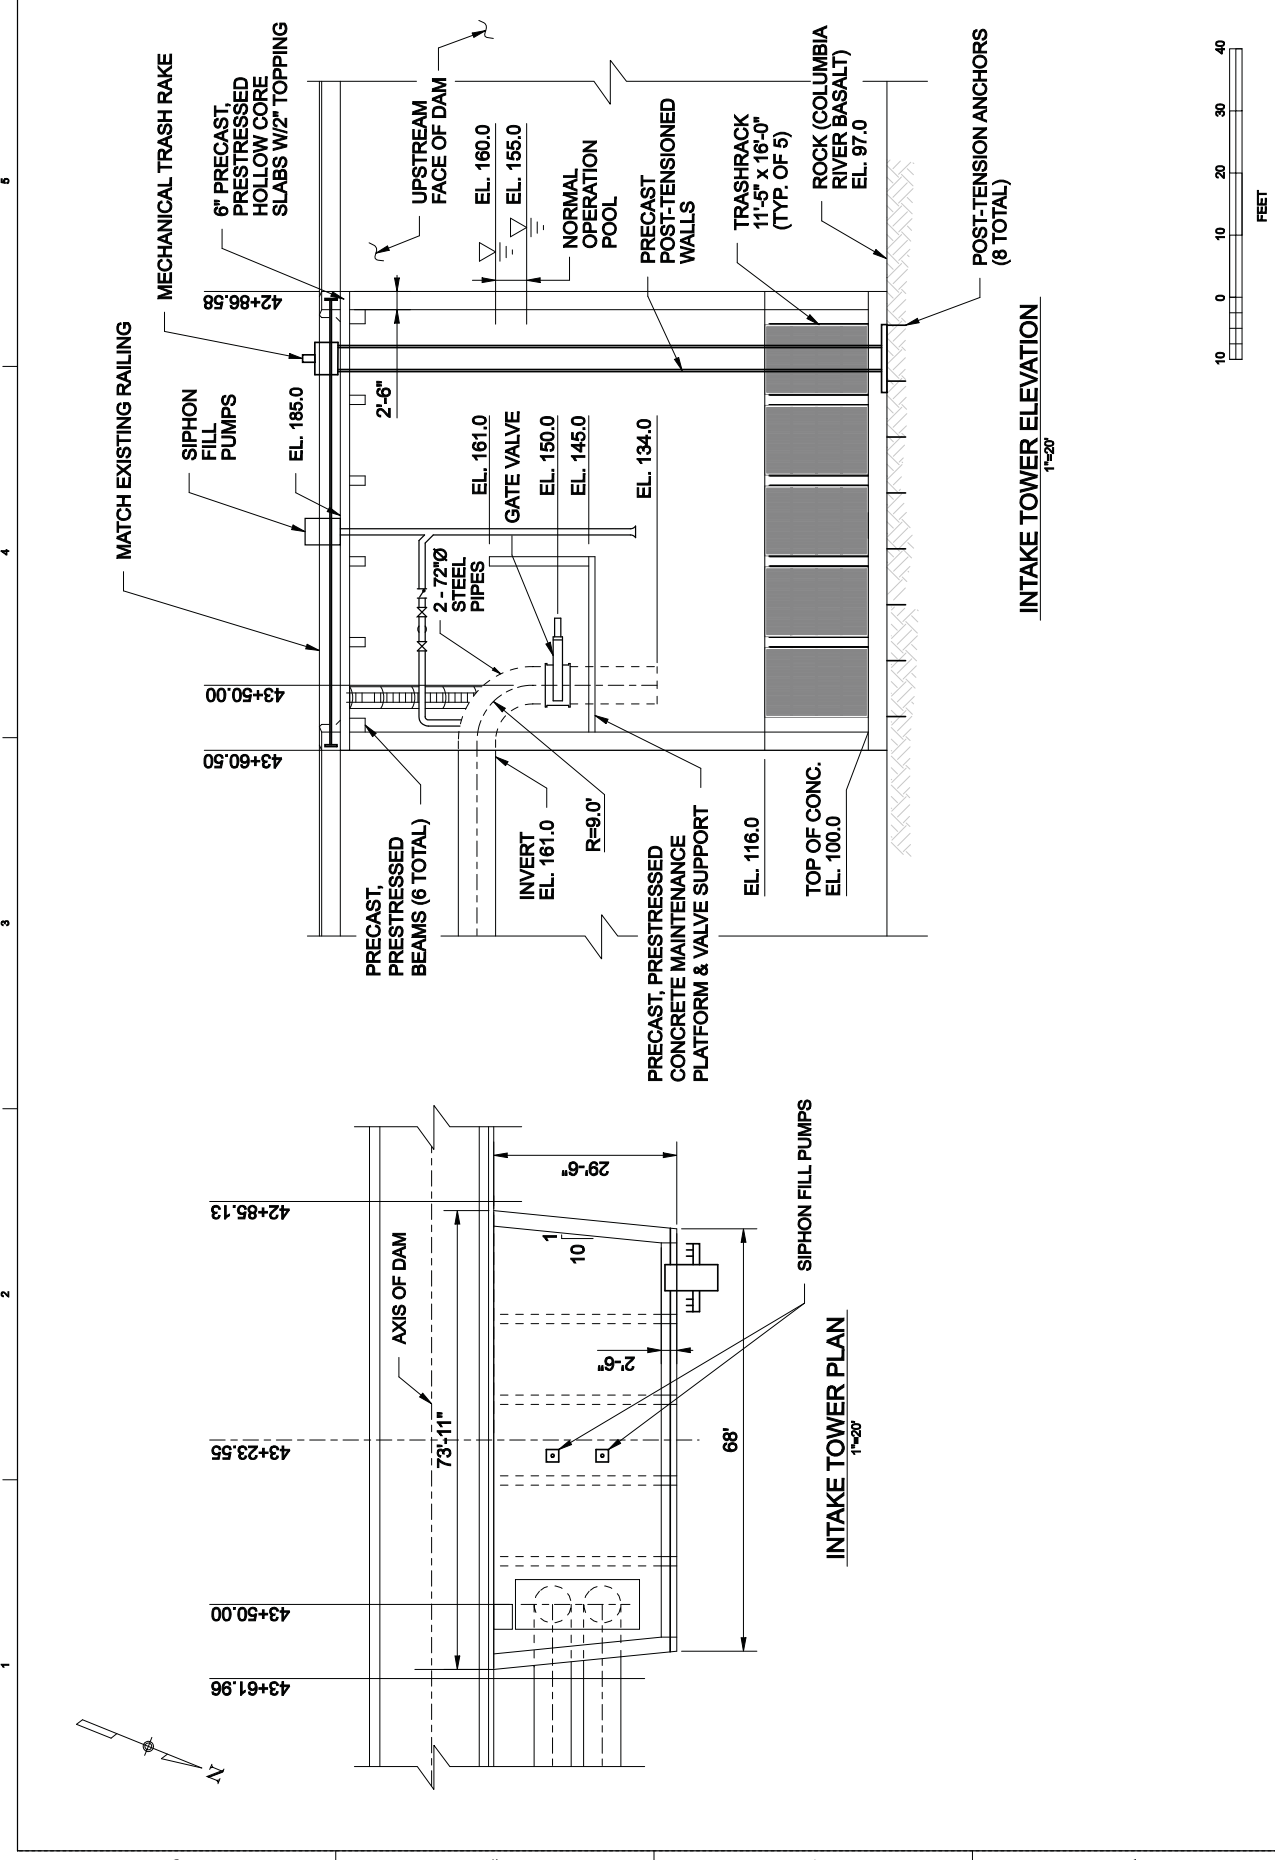 MATCH EXISTING RAILING
MECHANICAL TRASH RAKE
SIPHON
FILL
PUMPS
6" PRECAST,
PRESTRESSED
HOLLOW CORE
SLABS W/2" TOPPING
EL. 185.0
43+60.50
43+50.00
42+86.58
2'-6"
UPSTREAM
FACE OF DAM
EL. 160.0
EL. 155.0
NORMAL
OPERATION
POOL
PRECAST
POST-TENSIONED
WALLS
TRASHRACK
11'-5" x 16'-0"
(TYP. OF 5)
ROCK (COLUMBIA
RIVER BASALT)
EL. 97.0
POST-TENSION ANCHORS
(8 TOTAL)
2 - 72"Ø
STEEL
PIPES
EL. 161.0
GATE VALVE
EL. 150.0
EL. 145.0
EL. 134.0
PRECAST,
PRESTRESSED
BEAMS (6 TOTAL)
INVERT
EL. 161.0
R=9.0'
PRECAST, PRESTRESSED
CONCRETE MAINTENANCE
PLATFORM & VALVE SUPPORT
EL. 116.0
TOP OF CONC.
EL. 100.0
INTAKE TOWER ELEVATION
1"=20'
10 0 10 20 30 40
FEET
43+61.96
43+50.00
43+23.55
42+85.13
AXIS OF DAM
73'-11"
29'-6"
1
10
2'-6"
68'
SIPHON FILL PUMPS
INTAKE TOWER PLAN
1"=20'
N
1
2
3
4
5